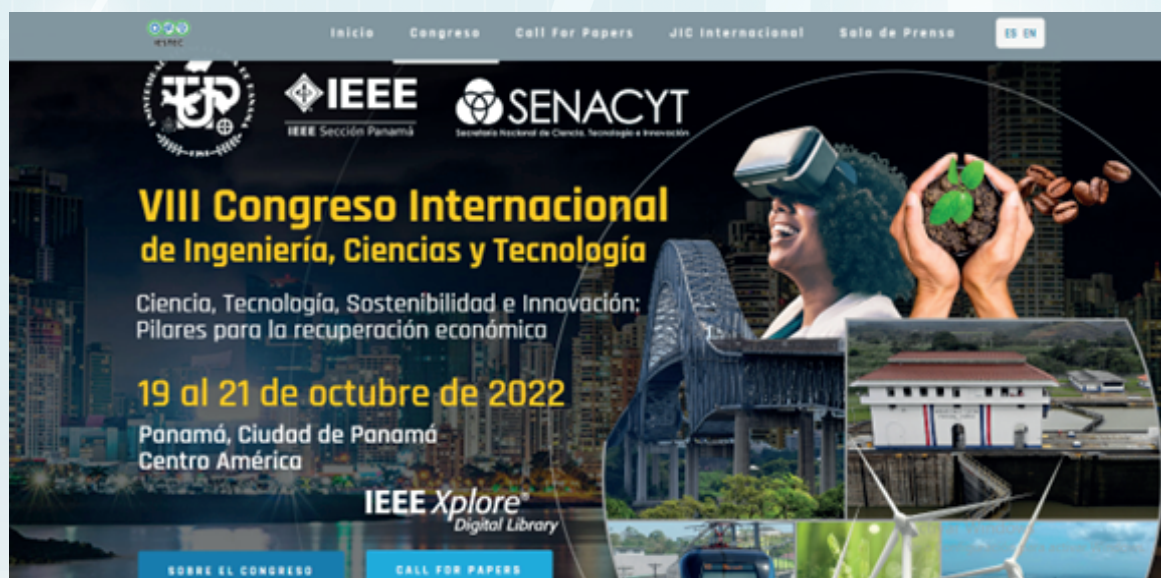 Inicio Congreso Call For Papers JIC Internacional Sala de Prensa ES EN
IESTEC
UTP
IEEE
IEEE Sección Panamá
SENACYT
Secretaría Nacional de Ciencia, Tecnología e Innovación
VIII Congreso Internacional
de Ingeniería, Ciencias y Tecnología
Ciencia, Tecnología, Sostenibilidad e Innovación:
Pilares para la recuperación económica
19 al 21 de octubre de 2022
Panamá, Ciudad de Panamá
Centro América
IEEE Xplore®
Digital Library
SOBRE EL CONGRESO CALL FOR PAPERS